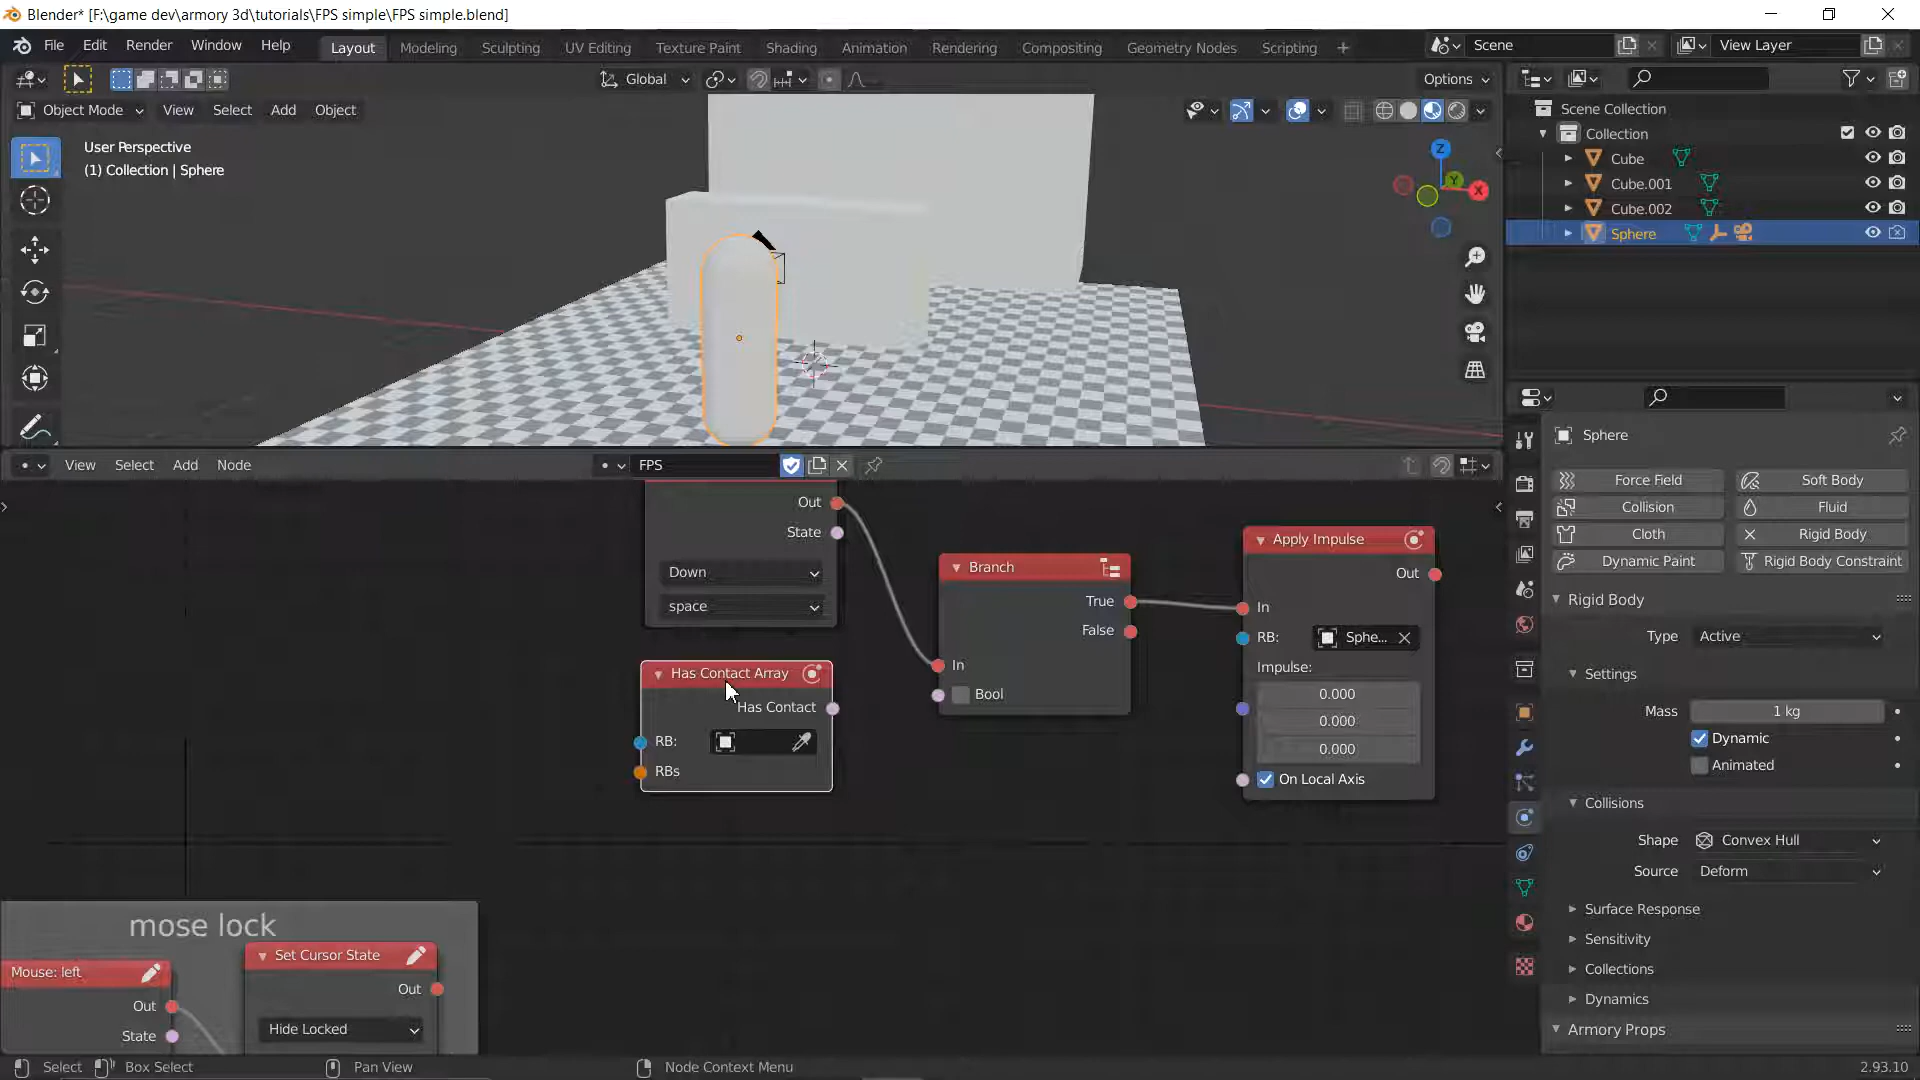 Blender* [F:\game dev\armory 3d\tutorials\FPS simple\FPS simple.blend]
File Edit Render Window Help Layout Modeling Sculpting UV Editing Texture Paint Shading Animation Rendering Compositing Geometry Nodes Scripting + Scene View Layer
Global Options
Object Mode View Select Add Object
User Perspective
(1) Collection | Sphere
Z
Y
X
Scene Collection
Collection
Cube
Cube.001
Cube.002
Sphere
View Select Add Node FPS
Out
State
Down
space
Has Contact Array
Has Contact
RB:
RBs
Branch
True
False
In
Bool
Apply Impulse
Out
In
RB: Sphe...
Impulse:
0.000
0.000
0.000
On Local Axis
mose lock
Mouse: left
Out
State
Set Cursor State
Out
Hide Locked
Sphere
Force Field Soft Body
Collision Fluid
Cloth Rigid Body
Dynamic Paint Rigid Body Constraint
Rigid Body
Type Active
Settings
Mass 1 kg
Dynamic
Animated
Collisions
Shape Convex Hull
Source Deform
Surface Response
Sensitivity
Collections
Dynamics
Armory Props
Select Box Select Pan View Node Context Menu 2.93.10